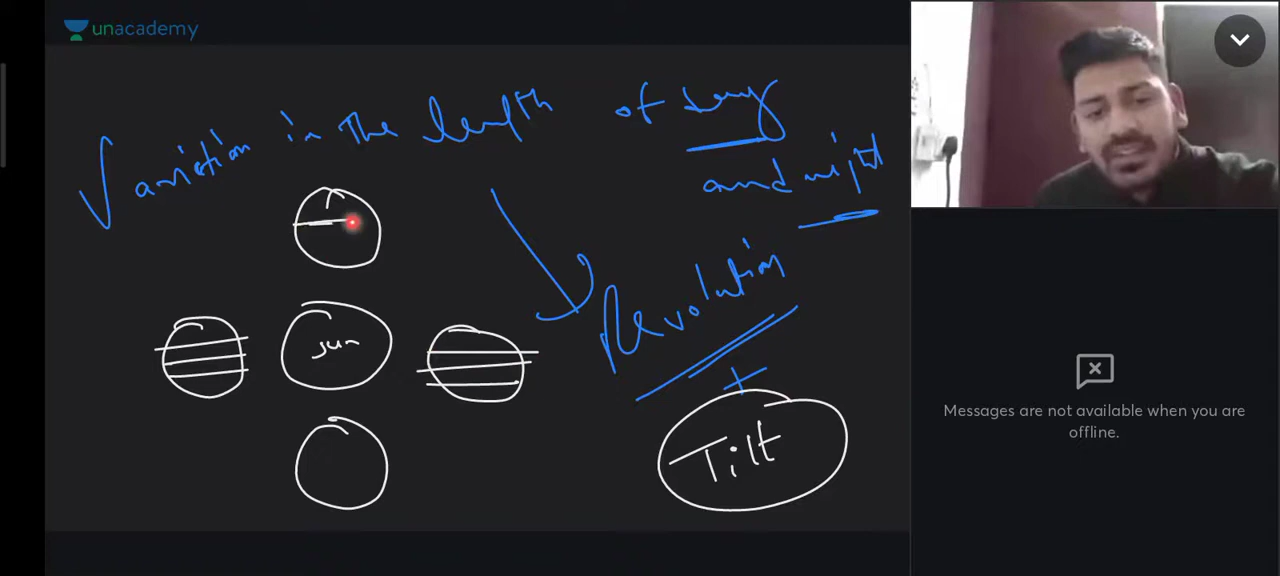 unacademy
Variation in the length of day
and night
Revolution
+
sun
Tilt
Messages are not available when you are
offline.